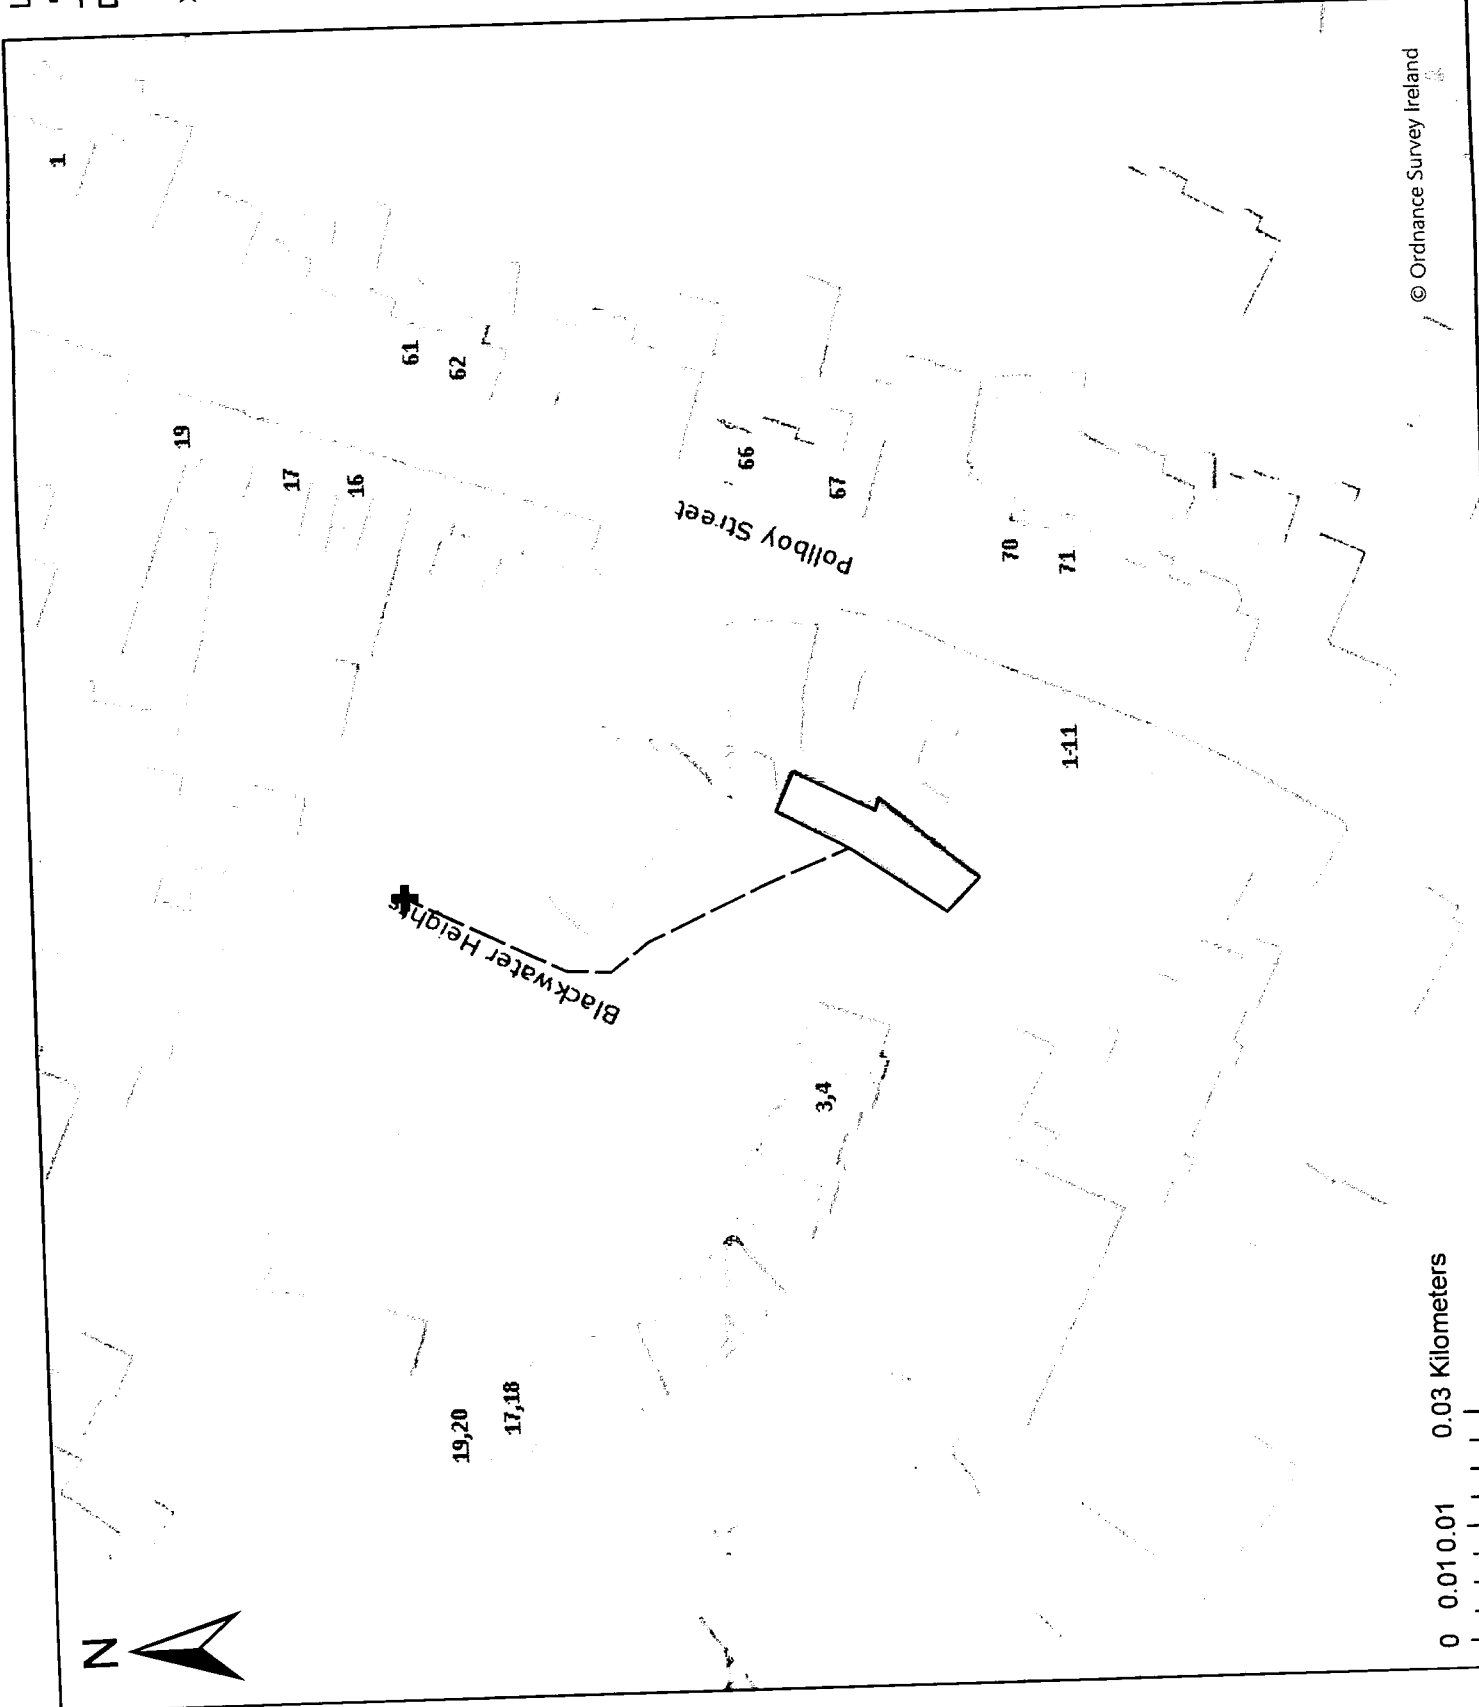 N
1
19
17
16
61
62
66
67
Pollboy Street
70
71
Blackwater Heights
1-11
3,4
19,20
17,18
0 0.01 0.01 0.03 Kilometers
© Ordnance Survey Ireland